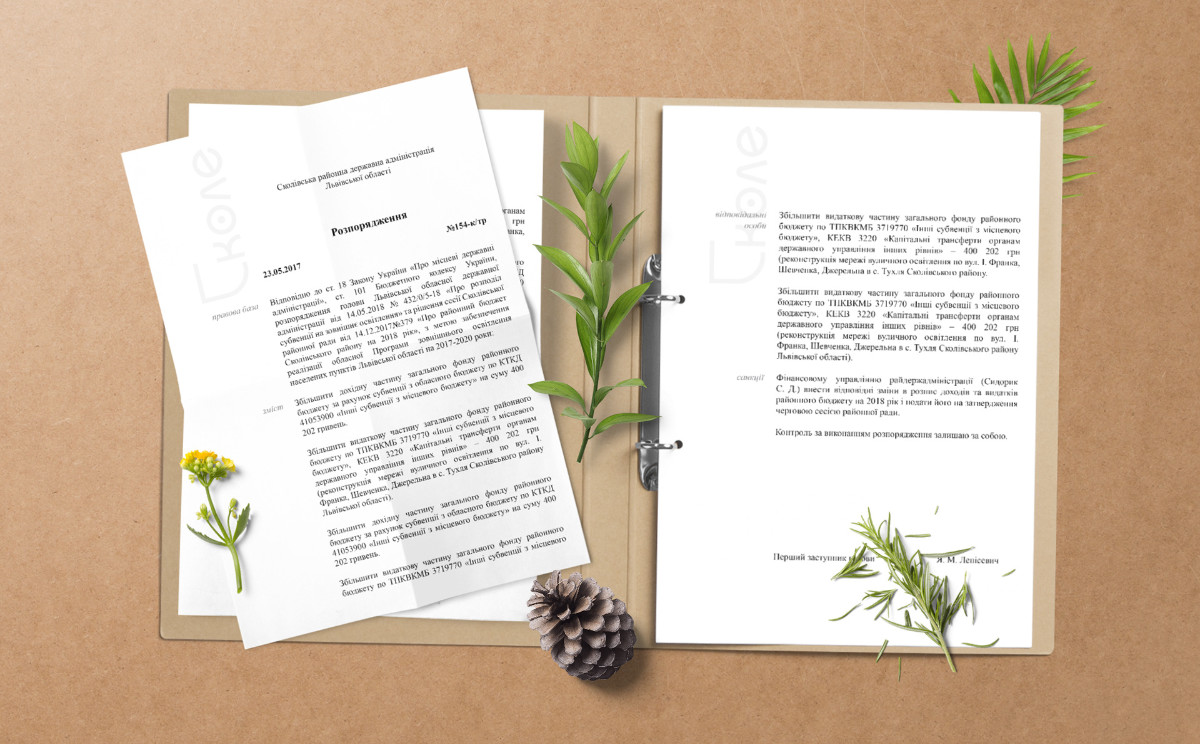 Сколе
Сколівська районна державна адміністрація
Львівської області
Розпорядження
№154-к/тр
23.05.2017
правова база
Відповідно до ст. 18 Закону України «Про місцеві державні
адміністрації», ст. 101 Бюджетного кодексу України,
розпорядження голови Львівської обласної державної
адміністрації від 14.05.2018 № 432/0/5-18 «Про розподіл
субвенції на зовнішнє освітлення» та рішення сесії Сколівської
районної ради від 14.12.2017№379 «Про районний бюджет
Сколівського району на 2018 рік», з метою забезпечення
реалізації обласної Програми зовнішнього освітлення
населених пунктів Львівської області на 2017-2020 роки:
зміст
Збільшити дохідну частину загального фонду районного
бюджету за рахунок субвенції з обласного бюджету по КТКД
41053900 «Інші субвенції з місцевого бюджету» на суму 400
202 гривень.
Збільшити видаткову частину загального фонду районного
бюджету по ТПКВКМБ 3719770 «Інші субвенції з місцевого
бюджету», КЕКВ 3220 «Капітальні трансферти органам
державного управління інших рівнів» – 400 202 грн
(реконструкція мережі вуличного освітлення по вул. І.
Франка, Шевченка, Джерельна в с. Тухля Сколівського району
Львівської області).
Збільшити дохідну частину загального фонду районного
бюджету за рахунок субвенції з обласного бюджету по КТКД
41053900 «Інші субвенції з місцевого бюджету» на суму 400
202 гривень.
Збільшити видаткову частину загального фонду районного
бюджету по ТПКВКМБ 3719770 «Інші субвенції з місцевого
рганам
грн
Сколе
відповідальні
особи
Збільшити видаткову частину загального фонду районного
бюджету по ТПКВКМБ 3719770 «Інші субвенції з місцевого
бюджету», КЕКВ 3220 «Капітальні трансферти органам
державного управління інших рівнів» – 400 202 грн
(реконструкція мережі вуличного освітлення по вул. І. Франка,
Шевченка, Джерельна в с. Тухля Сколівського району.
Збільшити видаткову частину загального фонду районного
бюджету по ТПКВКМБ 3719770 «Інші субвенції з місцевого
бюджету», КЕКВ 3220 «Капітальні трансферти органам
державного управління інших рівнів» – 400 202 грн
(реконструкція мережі вуличного освітлення по вул. І.
Франка, Шевченка, Джерельна в с. Тухля Сколівського району
Львівської області).
санкції
Фінансовому управлінню райдержадміністрації (Сидорик
С. Д.) внести відповідні зміни в розпис доходів та видатків
районного бюджету на 2018 рік і подати його на затвердження
черговою сесією районної ради.
Контроль за виконанням розпорядження залишаю за собою.
Перший заступник Я. М. Лепісевич